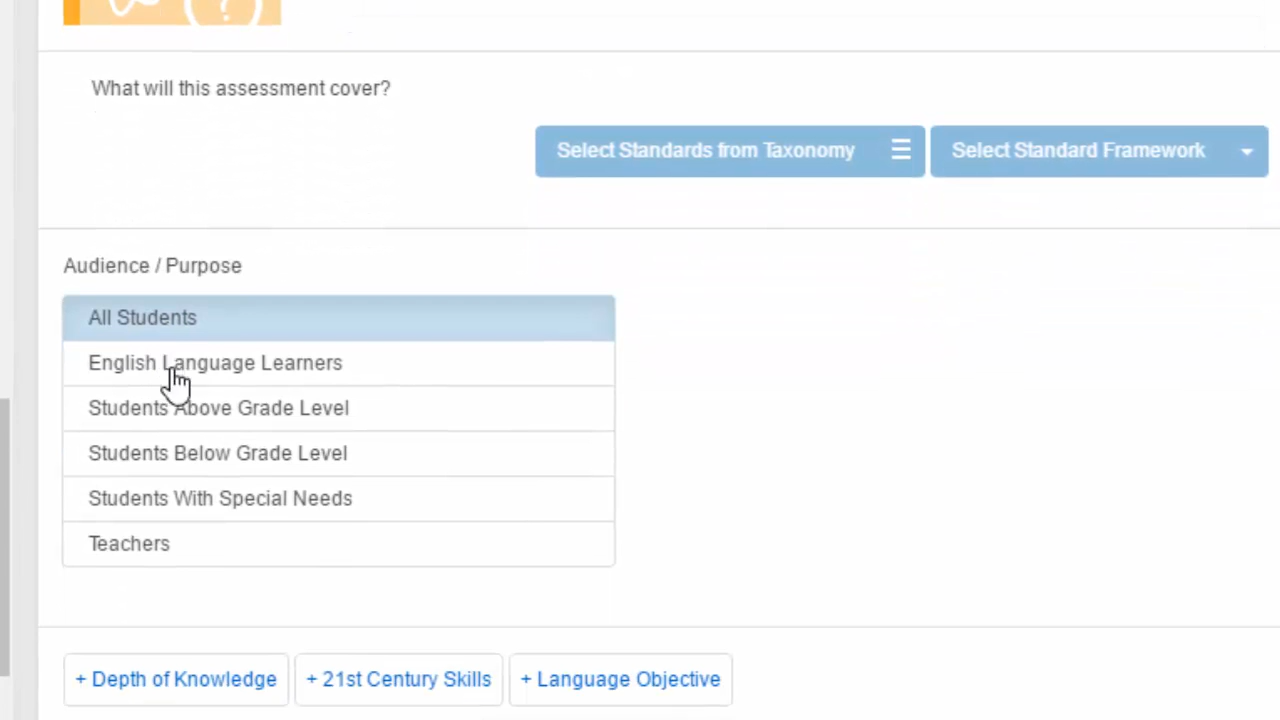 ?
What will this assessment cover?
Select Standards from Taxonomy
Select Standard Framework
Audience / Purpose
All Students
English Language Learners
Students Above Grade Level
Students Below Grade Level
Students With Special Needs
Teachers
+ Depth of Knowledge
+ 21st Century Skills
+ Language Objective